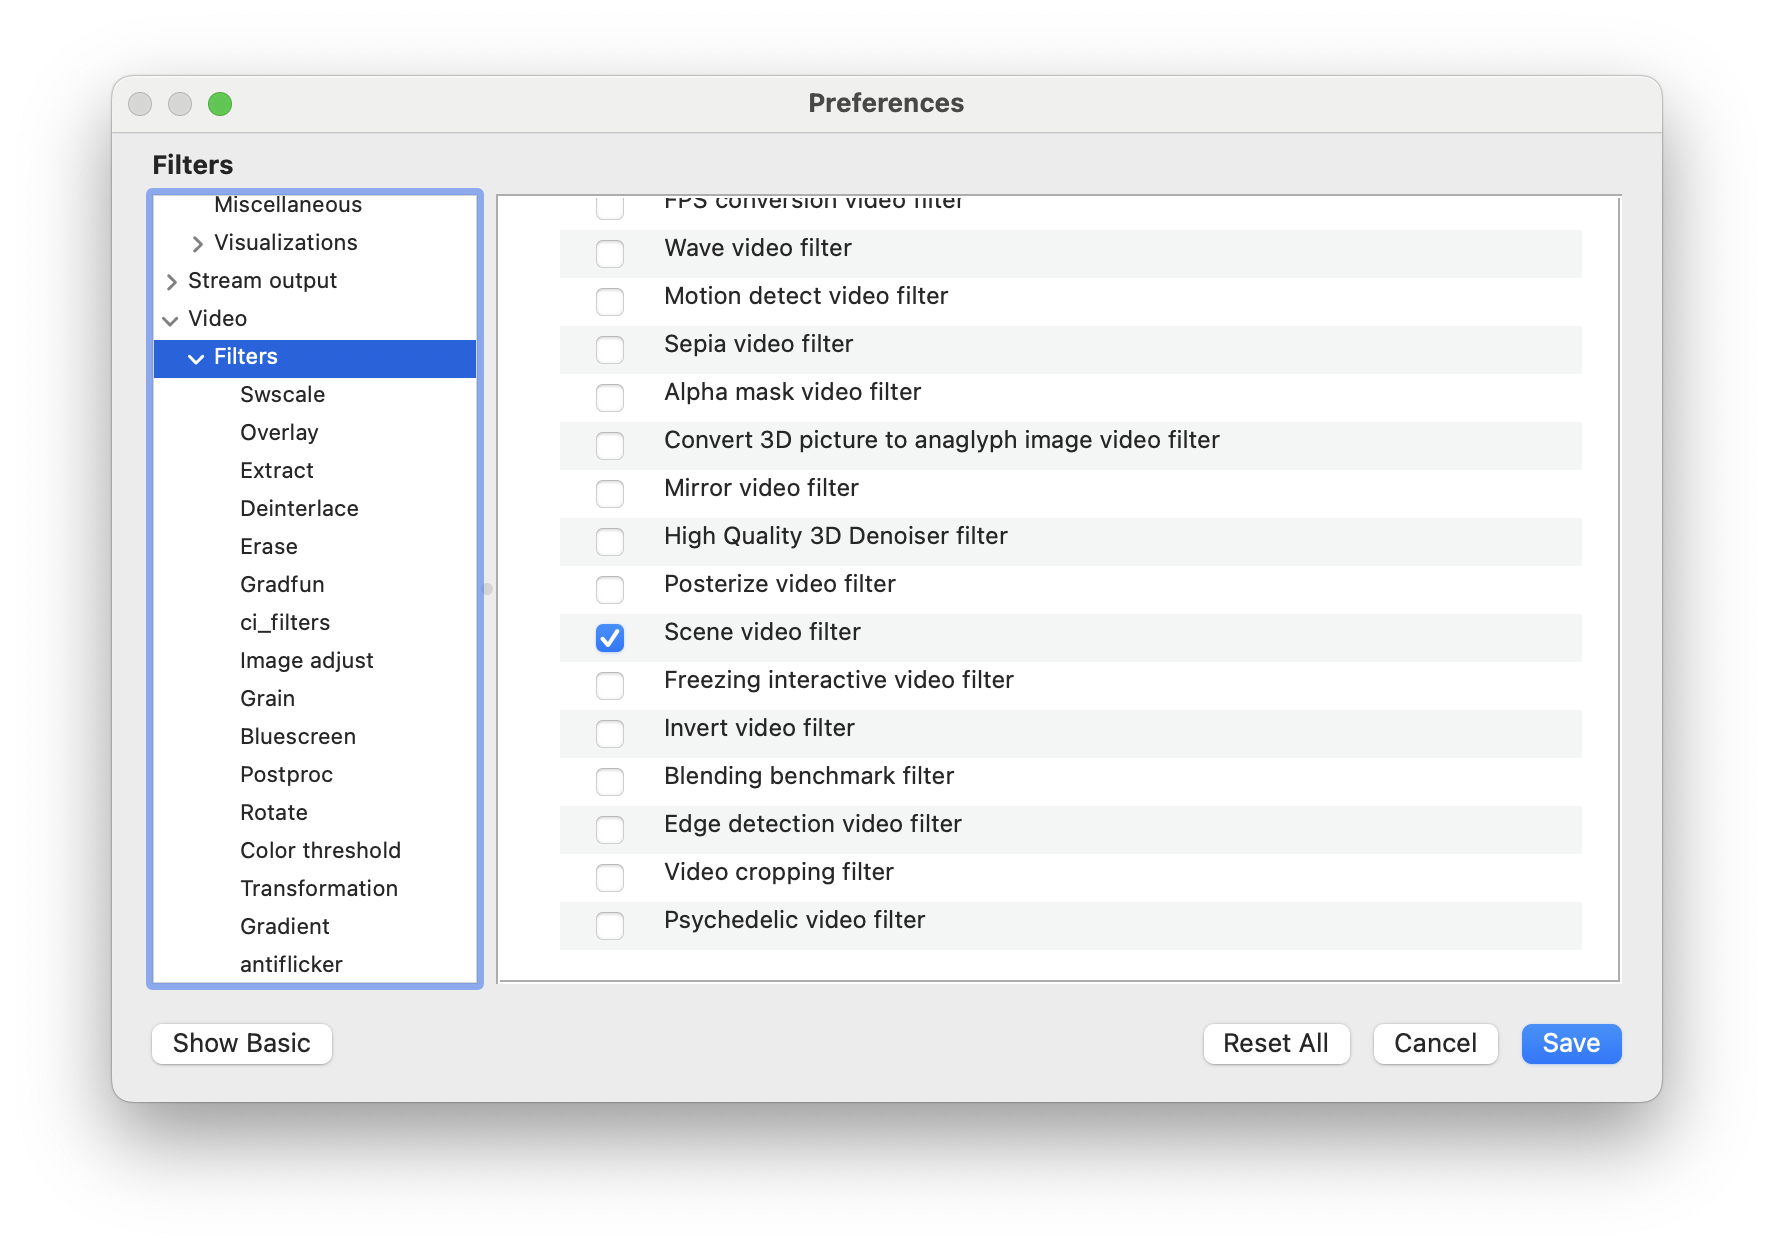 Preferences
Filters
Miscellaneous
Visualizations
Stream output
Video
Filters
Swscale
Overlay
Extract
Deinterlace
Erase
Gradfun
ci_filters
Image adjust
Grain
Bluescreen
Postproc
Rotate
Color threshold
Transformation
Gradient
antiflicker
FPS conversion video filter
Wave video filter
Motion detect video filter
Sepia video filter
Alpha mask video filter
Convert 3D picture to anaglyph image video filter
Mirror video filter
High Quality 3D Denoiser filter
Posterize video filter
Scene video filter
Freezing interactive video filter
Invert video filter
Blending benchmark filter
Edge detection video filter
Video cropping filter
Psychedelic video filter
Show Basic
Reset All
Cancel
Save